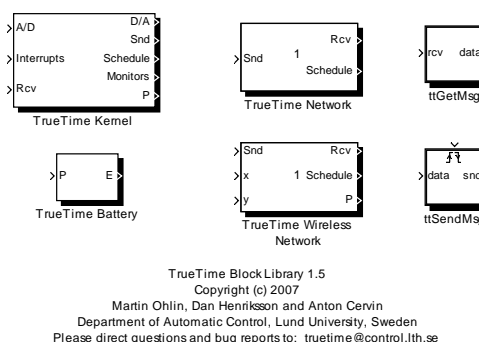 A/D
Interrupts
Rcv
D/A
Snd
Schedule
Monitors
P
TrueTime Kernel
Snd
1
Rcv
Schedule
TrueTime Network
rcv data
ttGetMsg
P E
TrueTime Battery
Snd
x
y
1
Rcv
Schedule
P
TrueTime Wireless
Network
data snd
ttSendMsg
TrueTime Block Library 1.5
Copyright (c) 2007
Martin Ohlin, Dan Henriksson and Anton Cervin
Department of Automatic Control, Lund University, Sweden
Please direct questions and bug reports to: truetime@control.lth.se